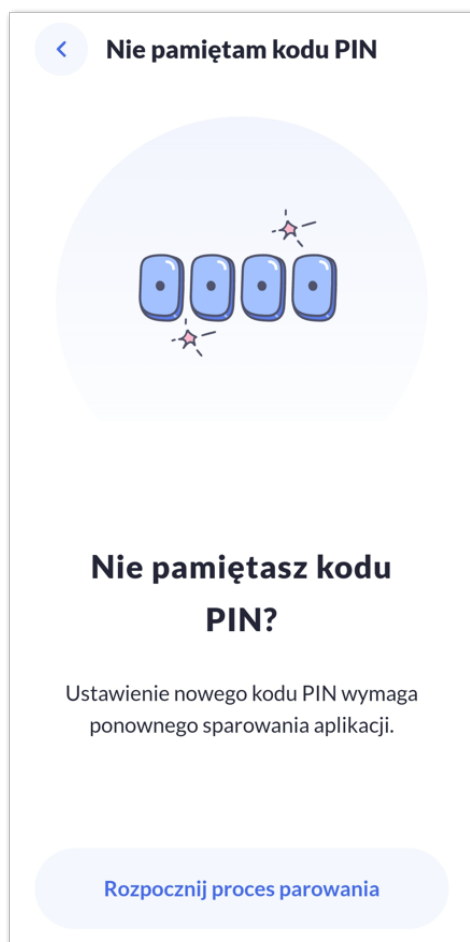 Nie pamiętam kodu PIN
Nie pamiętasz kodu
PIN?
Ustawienie nowego kodu PIN wymaga
ponownego sparowania aplikacji.
Rozpocznij proces parowania